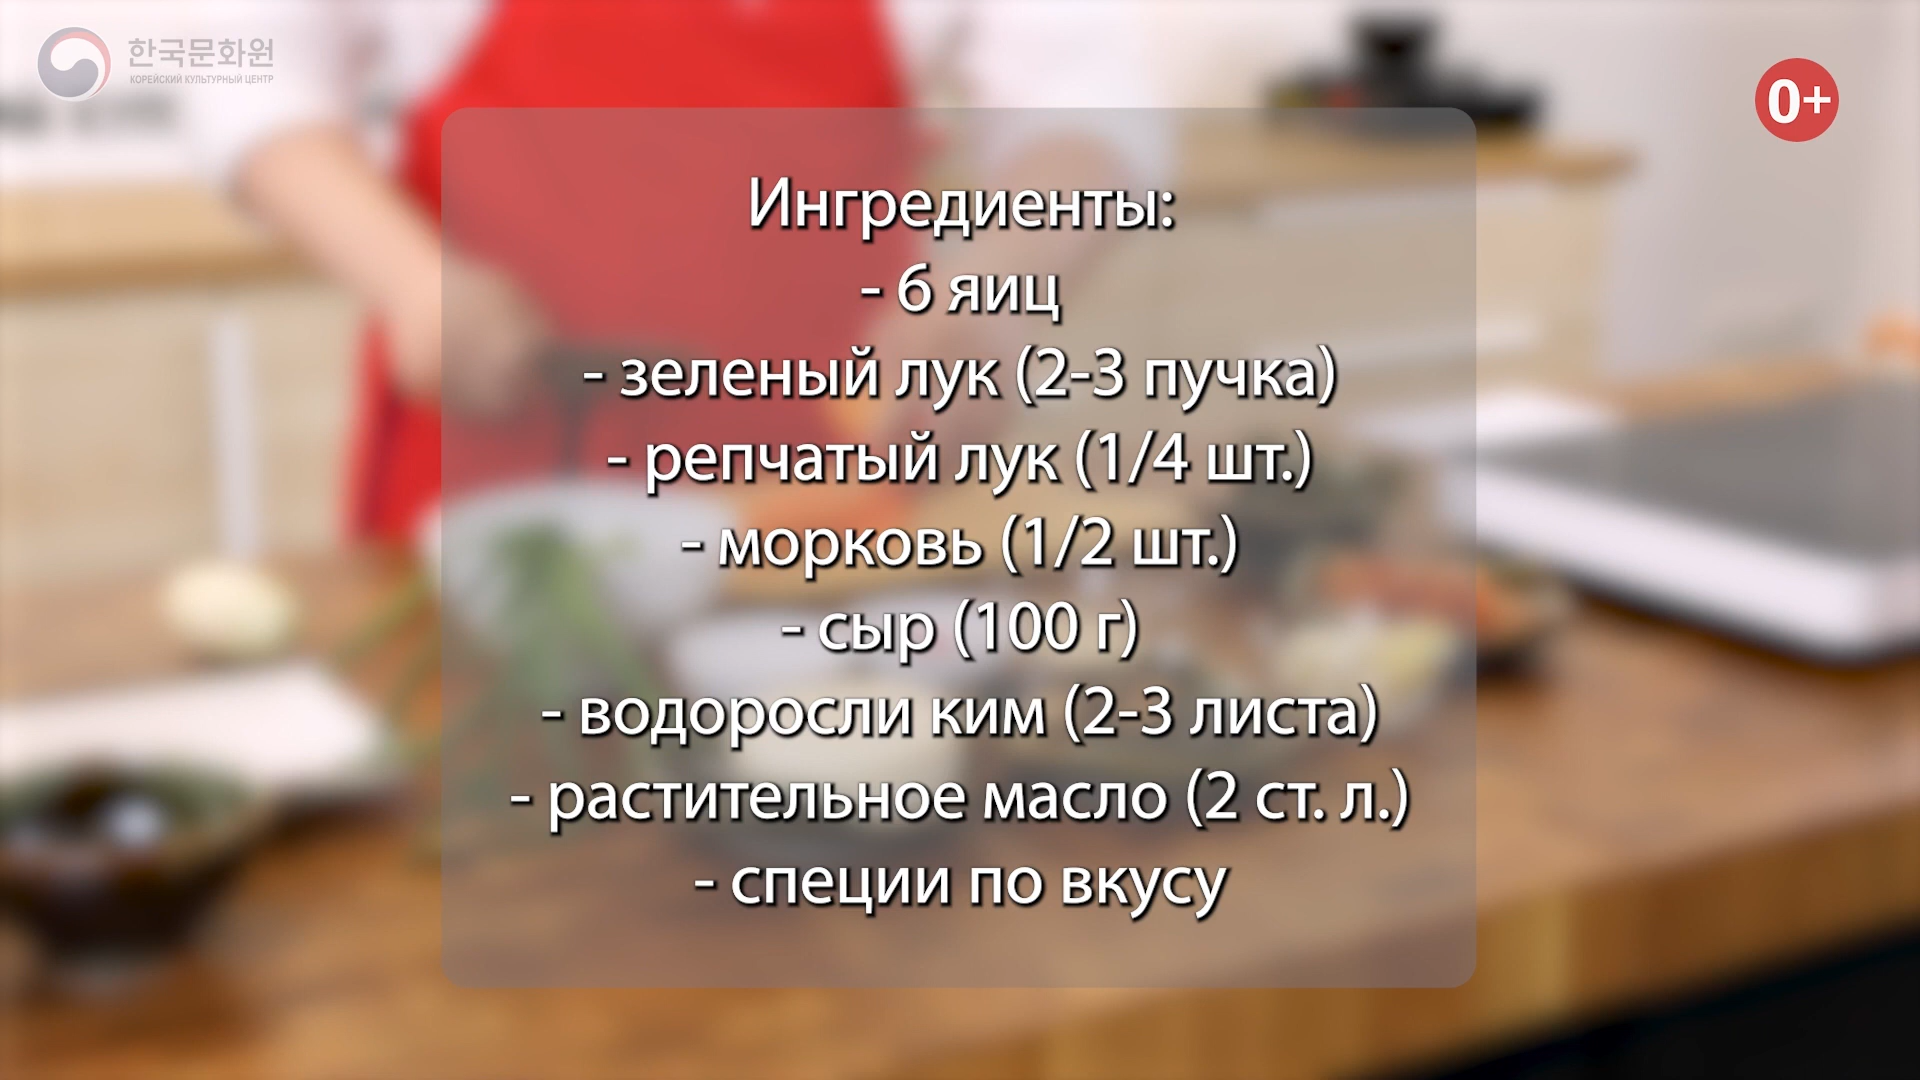 한국문화원
КОРЕЙСКИЙ КУЛЬТУРНЫЙ ЦЕНТР
0+
Ингредиенты:
- 6 яиц
- зеленый лук (2-3 пучка)
- репчатый лук (1/4 шт.)
- морковь (1/2 шт.)
- сыр (100 г)
- водоросли ким (2-3 листа)
- растительное масло (2 ст. л.)
- специи по вкусу